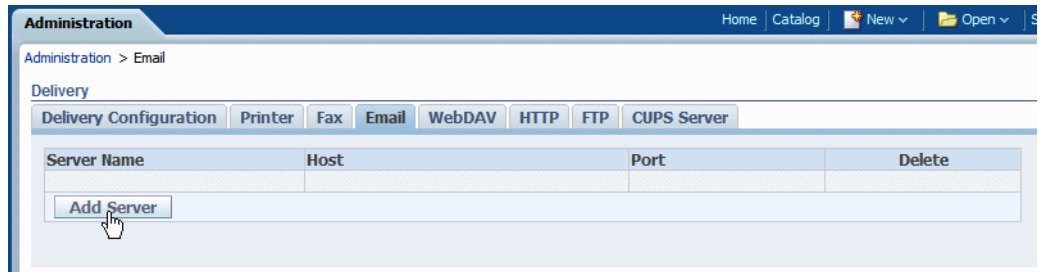 Administration Home Catalog New Open S
Administration > Email
Delivery
Delivery Configuration Printer Fax Email WebDAV HTTP FTP CUPS Server
Server Name Host Port Delete
Add Server